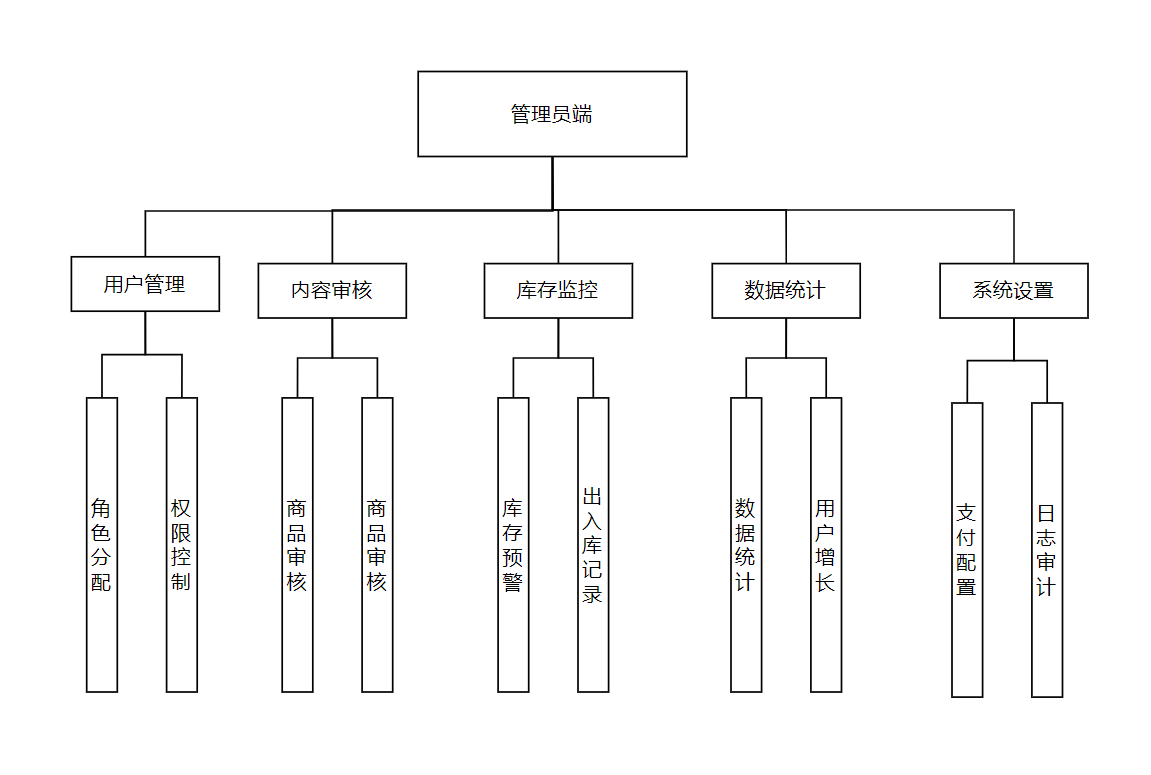 管理员端
用户管理
内容审核
库存监控
数据统计
系统设置
角色分配
权限控制
商品审核
商品审核
库存预警
出入库记录
数据统计
用户增长
支付配置
日志审计